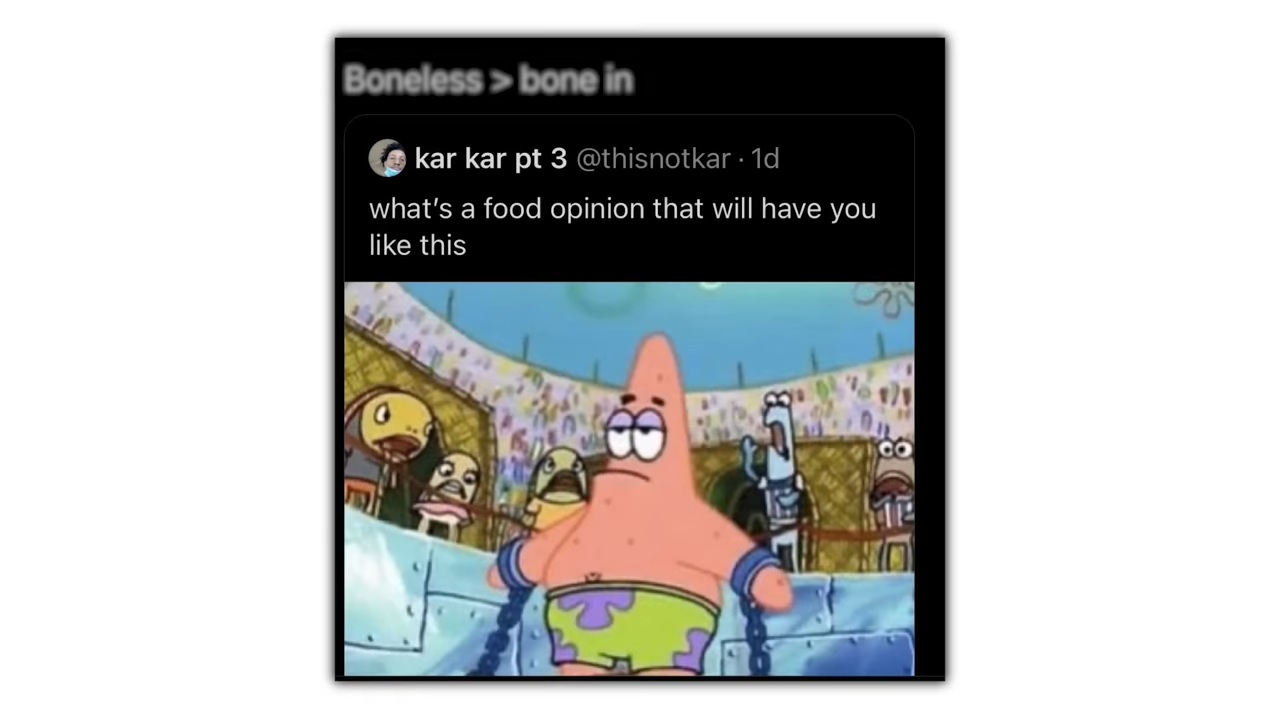 Boneless > bone in
kar kar pt 3 @thisnotkar · 1d
what’s a food opinion that will have you
like this